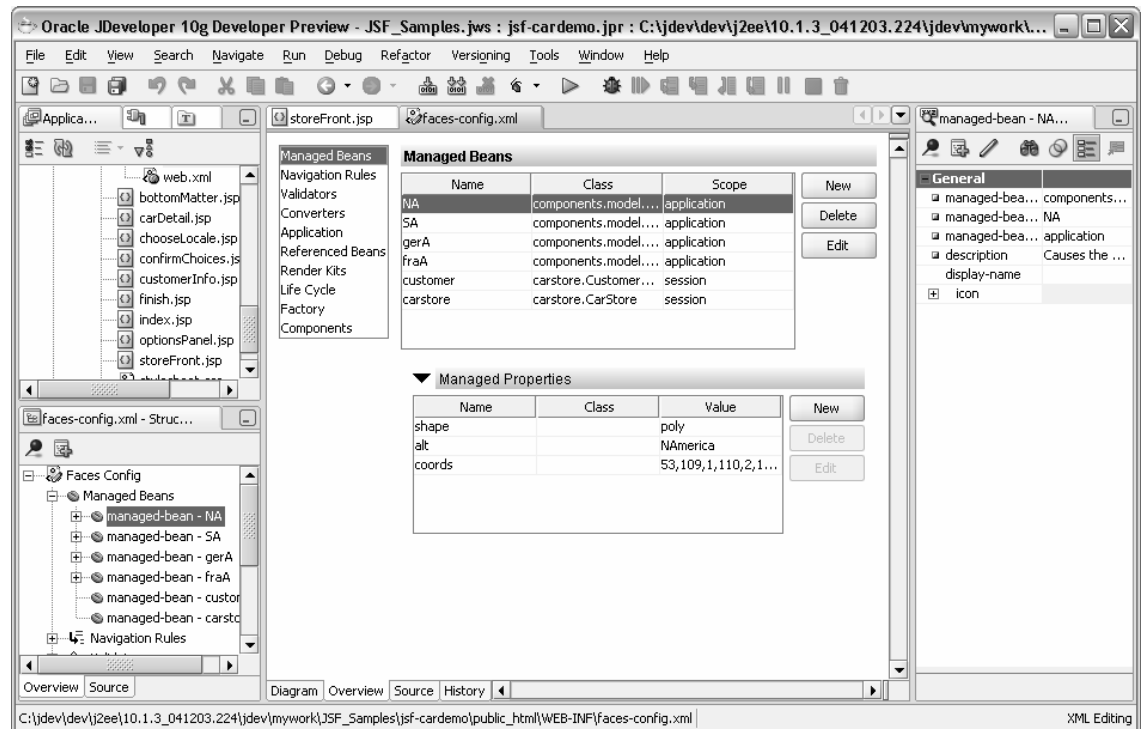 Oracle JDeveloper 10g Developer Preview - JSF_Samples.jws : jsf-cardemo.jpr : C:\jdev\dev\j2ee\10.1.3_041203.224\jdev\mywork\...
File Edit View Search Navigate Run Debug Refactor Versioning Tools Window Help
Applica...
web.xml
bottomMatter.jsp
carDetail.jsp
chooseLocale.jsp
confirmChoices.js
customerInfo.jsp
finish.jsp
index.jsp
optionsPanel.jsp
storeFront.jsp
faces-config.xml - Struc...
Faces Config
Managed Beans
managed-bean - NA
managed-bean - SA
managed-bean - gerA
managed-bean - fraA
managed-bean - custor
managed-bean - carstc
Navigation Rules
Overview Source
storeFront.jsp faces-config.xml
Managed Beans
Navigation Rules
Validators
Converters
Application
Referenced Beans
Render Kits
Life Cycle
Factory
Components
Managed Beans
Name Class Scope
NA components.model.... application
SA components.model.... application
gerA components.model.... application
fraA components.model.... application
customer carstore.Customer... session
carstore carstore.CarStore session
New
Delete
Edit
Managed Properties
Name Class Value
shape poly
alt NAmerica
coords 53,109,1,110,2,1...
New
Delete
Edit
Diagram Overview Source History
managed-bean - NA...
General
managed-bea... components...
managed-bea... NA
managed-bea... application
description Causes the ...
display-name
icon
C:\jdev\dev\j2ee\10.1.3_041203.224\jdev\mywork\JSF_Samples\jsf-cardemo\public_html\WEB-INF\faces-config.xml
XML Editing